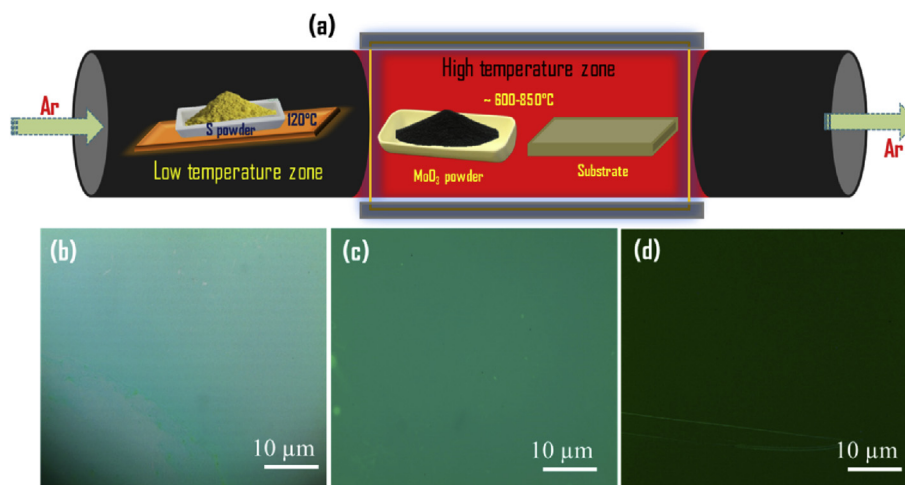 (a)
High temperature zone
~ 600-850°C
Ar
S powder
120°C
Low temperature zone
MoO₃ powder
Substrate
Ar
(b)
10 µm
(c)
10 µm
(d)
10 µm